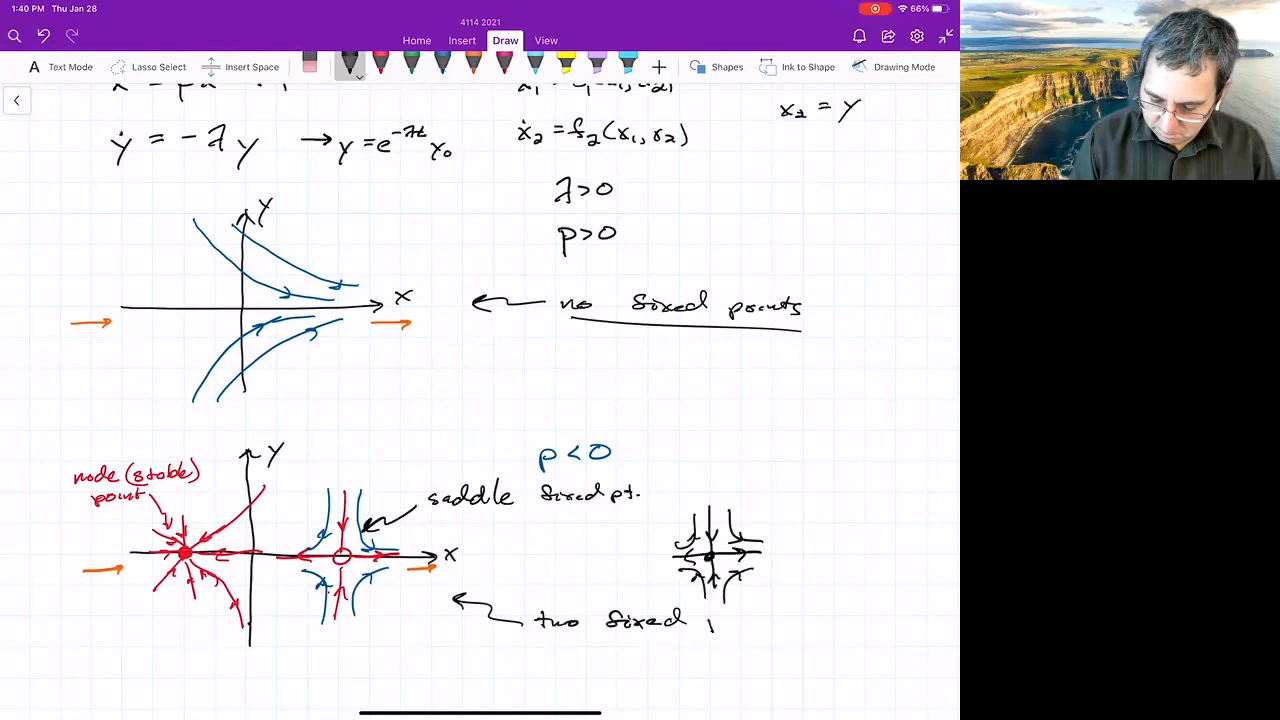 1:40 PM Thu Jan 28
66%
4114 2021
Home Insert Draw View
Text Mode Lasso Select Insert Space Shapes Ink to Shape Drawing Mode
x₂ = y
ẏ = −λy → y = e^−λt y₀
ẋ₂ = f₂(x₁, x₂)
λ > 0
p > 0
y
x
no fixed points
p < 0
y
node (stable) point
saddle fixed pt.
x
two fixed